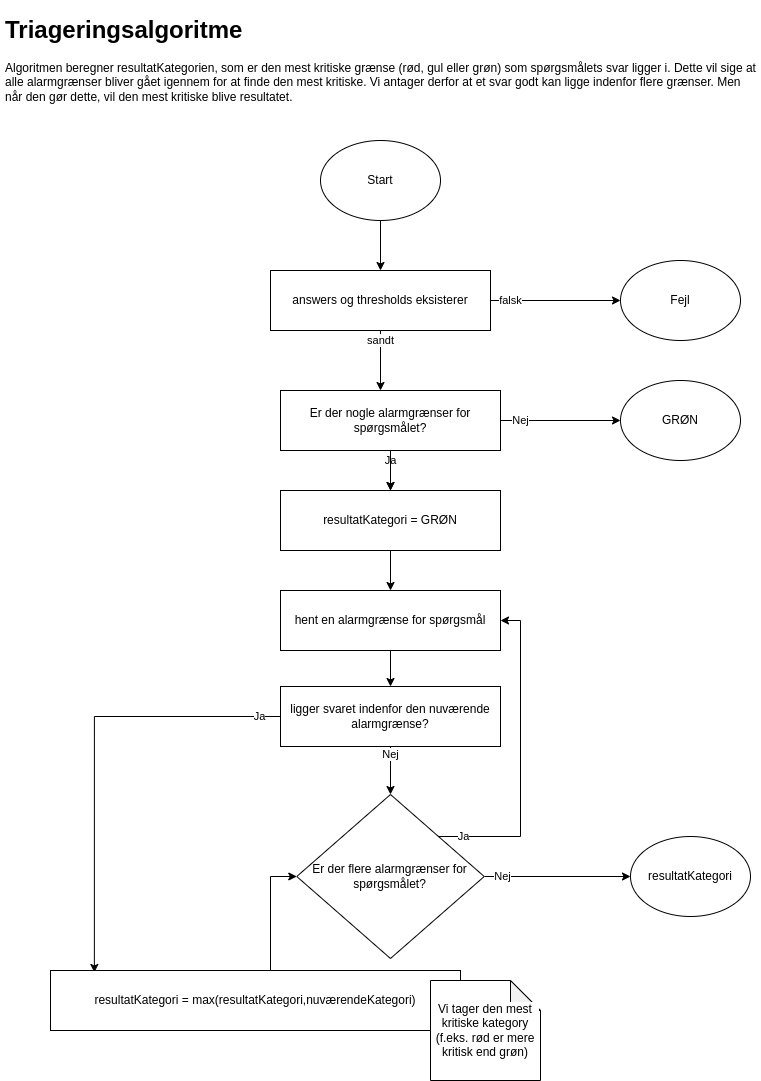 Triageringsalgoritme
Algoritmen beregner resultatKategorien, som er den mest kritiske grænse (rød, gul eller grøn) som spørgsmålets svar ligger i. Dette vil sige at
alle alarmgrænser bliver gået igennem for at finde den mest kritiske. Vi antager derfor at et svar godt kan ligge indenfor flere grænser. Men
når den gør dette, vil den mest kritiske blive resultatet.
Start
answers og thresholds eksisterer
falsk
Fejl
sandt
Er der nogle alarmgrænser for
spørgsmålet?
Nej
GRØN
Ja
resultatKategori = GRØN
hent en alarmgrænse for spørgsmål
ligger svaret indenfor den nuværende
alarmgrænse?
Ja
Nej
Ja
Er der flere alarmgrænser for
spørgsmålet?
Nej
resultatKategori
resultatKategori = max(resultatKategori,nuværendeKategori)
Vi tager den mest
kritiske kategory
(f.eks. rød er mere
kritisk end grøn)